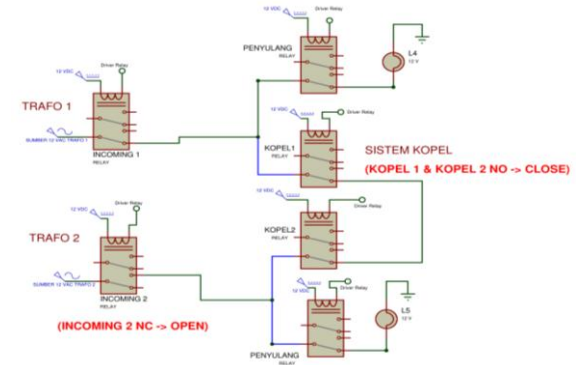 12 VDC
Driver Relay
PENYULANG
RELAY
L4
12 V
12 VDC
Driver Relay
TRAFO 1
SUMBER 12 VAC TRAFO 1
INCOMING 1
RELAY
12 VDC
Driver Relay
KOPEL1
RELAY
SISTEM KOPEL
(KOPEL 1 & KOPEL 2 NO -> CLOSE)
12 VDC
Driver Relay
KOPEL2
RELAY
12 VDC
Driver Relay
TRAFO 2
SUMBER 12 VAC TRAFO 2
INCOMING 2
RELAY
(INCOMING 2 NC -> OPEN)
12 VDC
Driver Relay
L5
12 V
PENYULANG
RELAY